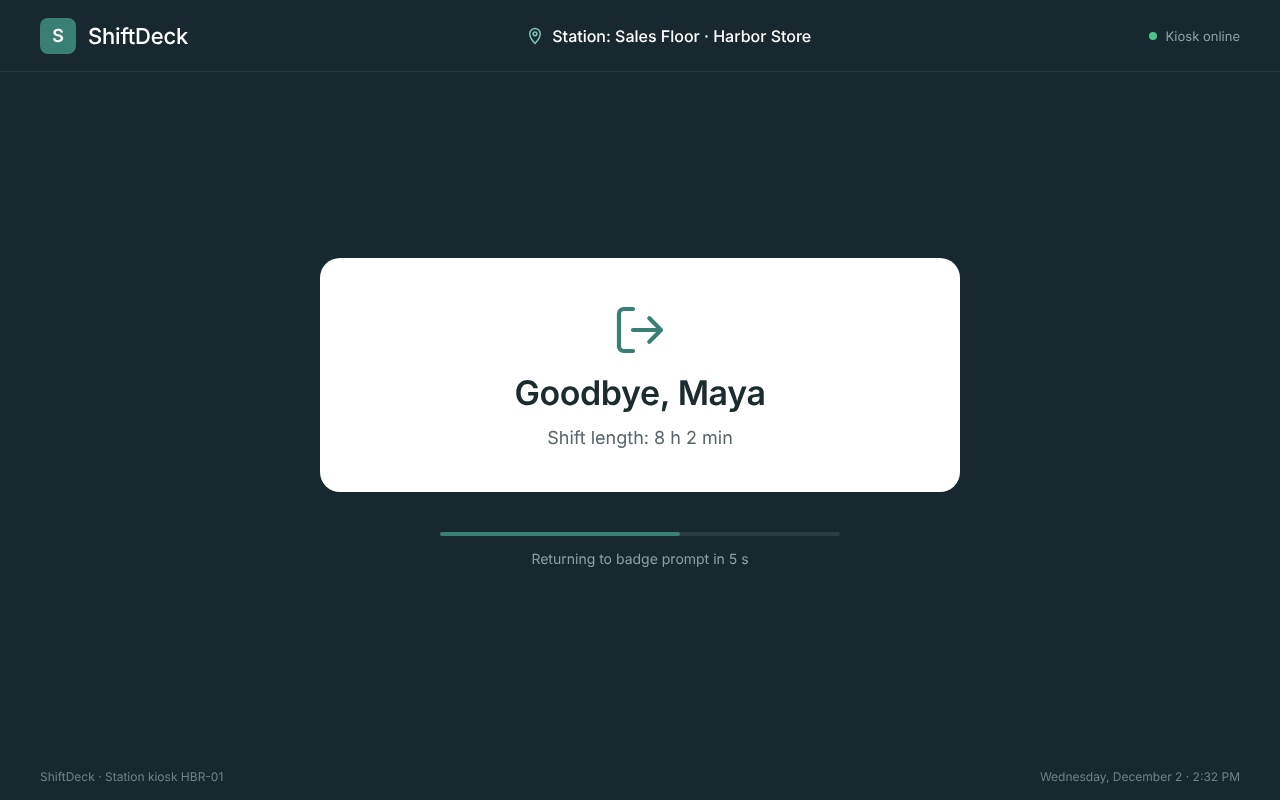 S ShiftDeck
Station: Sales Floor · Harbor Store
Kiosk online
Goodbye, Maya
Shift length: 8 h 2 min
Returning to badge prompt in 5 s
ShiftDeck · Station kiosk HBR-01
Wednesday, December 2 · 2:32 PM